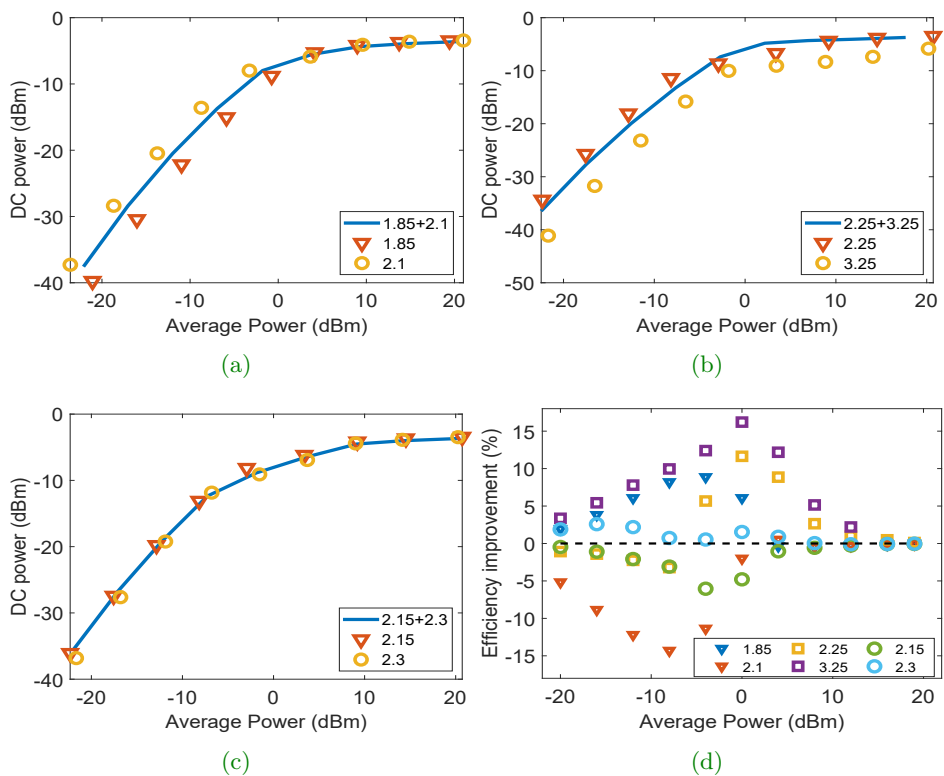 0
-10
-20
-30
-40
DC power (dBm)
1.85+2.1
1.85
2.1
-20 -10 0 10 20
Average Power (dBm)
(a)
0
-10
-20
-30
-40
-50
DC power (dBm)
2.25+3.25
2.25
3.25
-20 -10 0 10 20
Average Power (dBm)
(b)
0
-10
-20
-30
-40
DC power (dBm)
2.15+2.3
2.15
2.3
-20 -10 0 10 20
Average Power (dBm)
(c)
15
10
5
0
-5
-10
-15
Efficiency improvement (%)
1.85 2.25 2.15
2.1 3.25 2.3
-20 -10 0 10 20
Average Power (dBm)
(d)